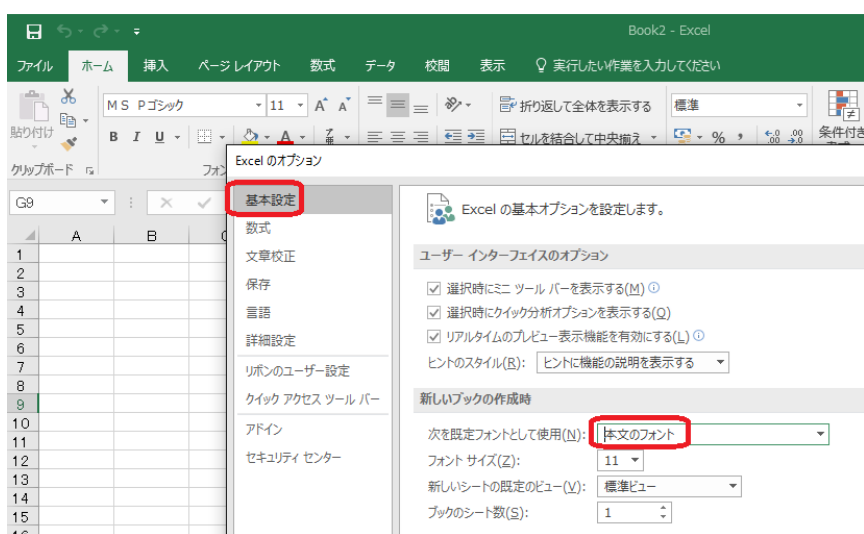 Book2 - Excel
ファイル ホーム 挿入 ページ レイアウト 数式 データ 校閲 表示 実行したい作業を入力してください
MS Pゴシック 11 A A 折り返して全体を表示する 標準
貼り付け B I U A セルを結合して中央揃え % , 条件付き
クリップボード
G9
A B
1
2
3
4
5
6
7
8
9
10
11
12
13
14
15
Excel のオプション
基本設定
数式
文章校正
保存
言語
詳細設定
リボンのユーザー設定
クイック アクセス ツール バー
アドイン
セキュリティ センター
Excel の基本オプションを設定します。
ユーザー インターフェイスのオプション
選択時にミニ ツール バーを表示する(M)
選択時にクイック分析オプションを表示する(Q)
リアルタイムのプレビュー表示機能を有効にする(L)
ヒントのスタイル(R): ヒントに機能の説明を表示する
新しいブックの作成時
次を既定フォントとして使用(N): 本文のフォント
フォント サイズ(Z): 11
新しいシートの既定のビュー(V): 標準ビュー
ブックのシート数(S): 1